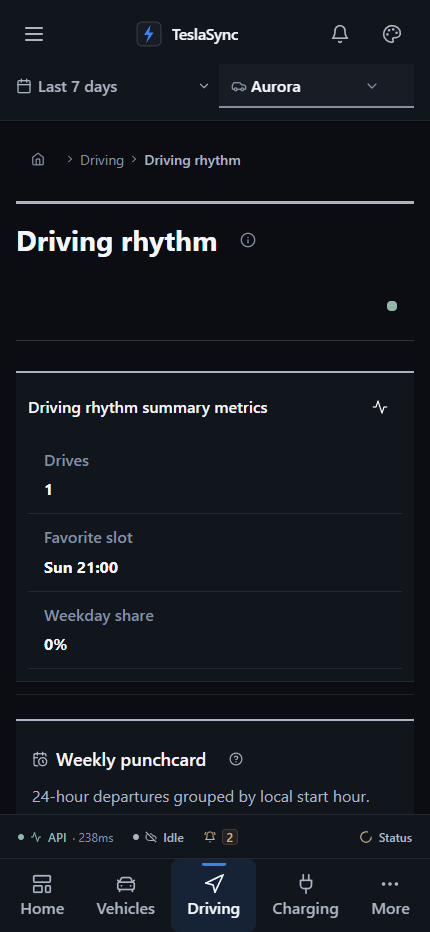 TeslaSync
Last 7 days
Aurora
Driving
Driving rhythm
Driving rhythm
Driving rhythm summary metrics
Drives
1
Favorite slot
Sun 21:00
Weekday share
0%
Weekly punchcard
24-hour departures grouped by local start hour.
API · 238ms
Idle
2
Status
Home
Vehicles
Driving
Charging
More